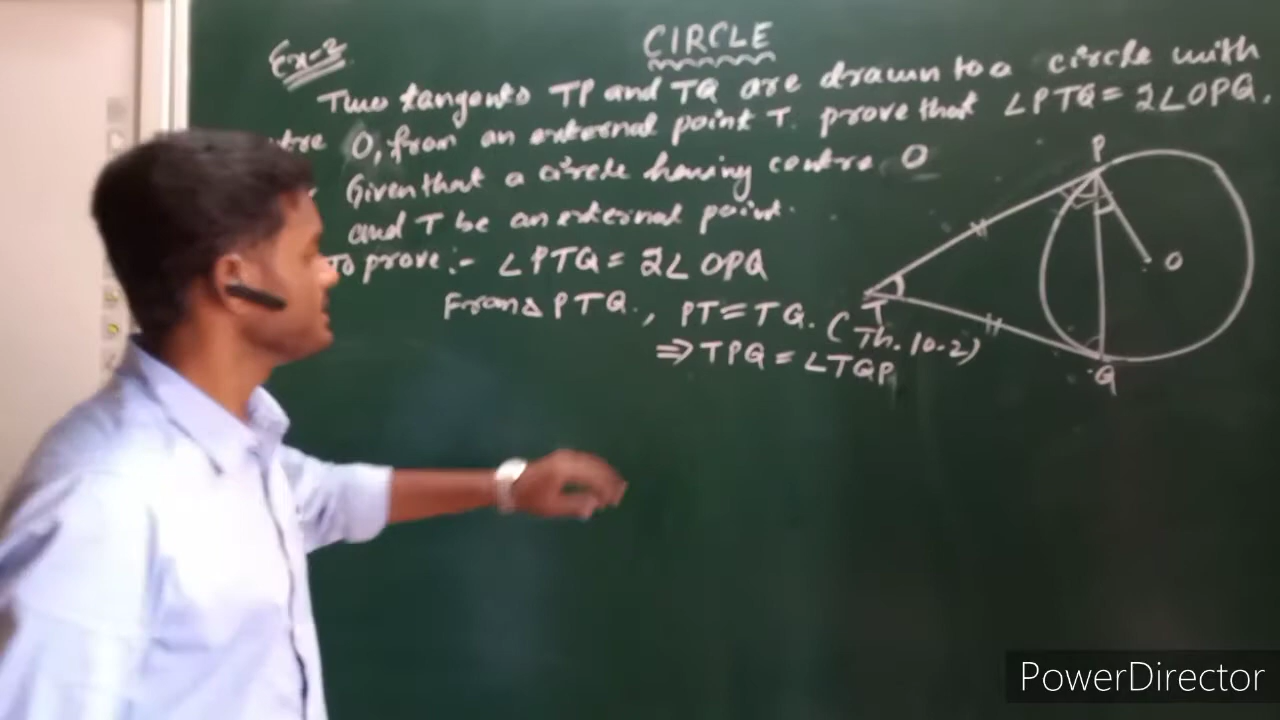 CIRCLE
Ex-2
Two tangents TP and TQ are drawn to a circle with
tre O, from an external point T. prove that ∠PTQ = 2∠OPQ.
Given that a circle having centre O
and T be an external point.
To prove:- ∠PTQ = 2∠OPQ
From △PTQ., PT = TQ. (Th. 10.2)
⇒ TPQ = ∠TQP
P
O
T
Q
PowerDirector